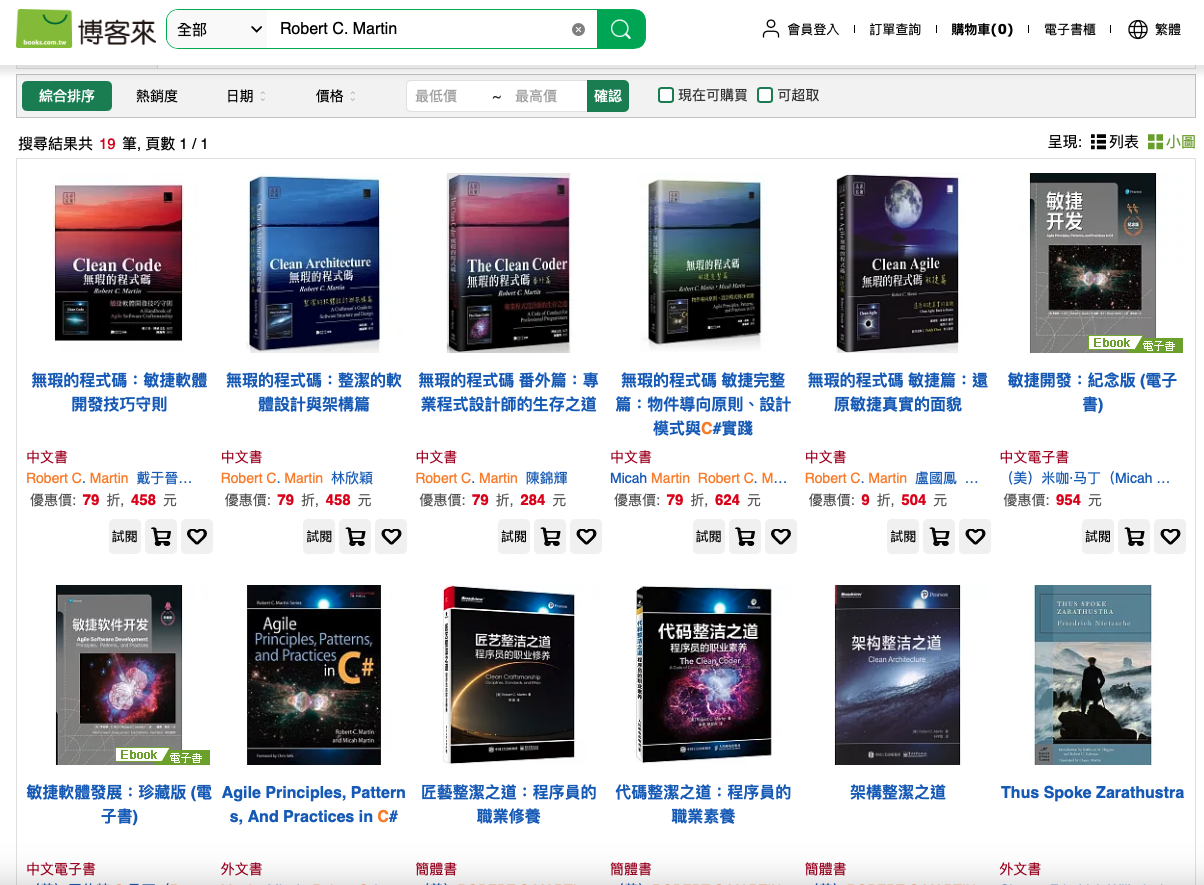 books.com.tw
博客來
全部
Robert C. Martin
會員登入
訂單查詢
購物車(0)
電子書櫃
繁體
綜合排序
熱銷度
日期
價格
最低價 ~ 最高價
確認
現在可購買
可超取
搜尋結果共 19 筆, 頁數 1 / 1
呈現: 列表 小圖
Clean Code
無瑕的程式碼
Robert C. Martin
敏捷軟體開發技巧守則
Clean Architecture
無瑕的程式碼
Robert C. Martin
整潔的軟體設計與架構篇
The Clean Coder
無瑕的程式碼 番外篇
Robert C. Martin
專業程式設計師的生存之道
無瑕的程式碼
敏捷完整篇
Robert C. Martin・Micah Martin
Clean Agile
無瑕的程式碼 敏捷篇
Robert C. Martin
还原敏捷真實的面貌
敏捷
开发
Ebook 電子書
無瑕的程式碼：敏捷軟體
開發技巧守則
無瑕的程式碼：整潔的軟
體設計與架構篇
無瑕的程式碼 番外篇：專
業程式設計師的生存之道
無瑕的程式碼 敏捷完整
篇：物件導向原則、設計
模式與C#實踐
無瑕的程式碼 敏捷篇：還
原敏捷真實的面貌
敏捷開發：紀念版 (電子
書)
中文書
Robert C. Martin 戴于晉...
優惠價: 79 折, 458 元
試閱
中文書
Robert C. Martin 林欣穎
優惠價: 79 折, 458 元
試閱
中文書
Robert C. Martin 陳錦輝
優惠價: 79 折, 284 元
試閱
中文書
Micah Martin Robert C. M...
優惠價: 79 折, 624 元
試閱
中文書
Robert C. Martin 盧國鳳 ...
優惠價: 9 折, 504 元
試閱
中文電子書
（美）米咖·马丁（Micah ...
優惠價: 954 元
試閱
敏捷软件开发
Agile Software Development
Ebook 電子書
Robert C. Martin Series
Agile
Principles, Patterns,
and Practices
in C#
Robert C. Martin
and Micah Martin
匠艺整洁之道
程序员的职业修养
Clean Craftsmanship
代码整洁之道
程序员的职业素养
The Clean Coder
架构整洁之道
Clean Architecture
THUS SPOKE
ZARATHUSTRA
Friedrich Nietzsche
敏捷軟體發展：珍藏版 (電
子書)
Agile Principles, Pattern
s, And Practices in C#
匠藝整潔之道：程序員的
職業修養
代碼整潔之道：程序員的
職業素養
架構整潔之道
Thus Spoke Zarathustra
中文電子書
外文書
簡體書
簡體書
簡體書
外文書